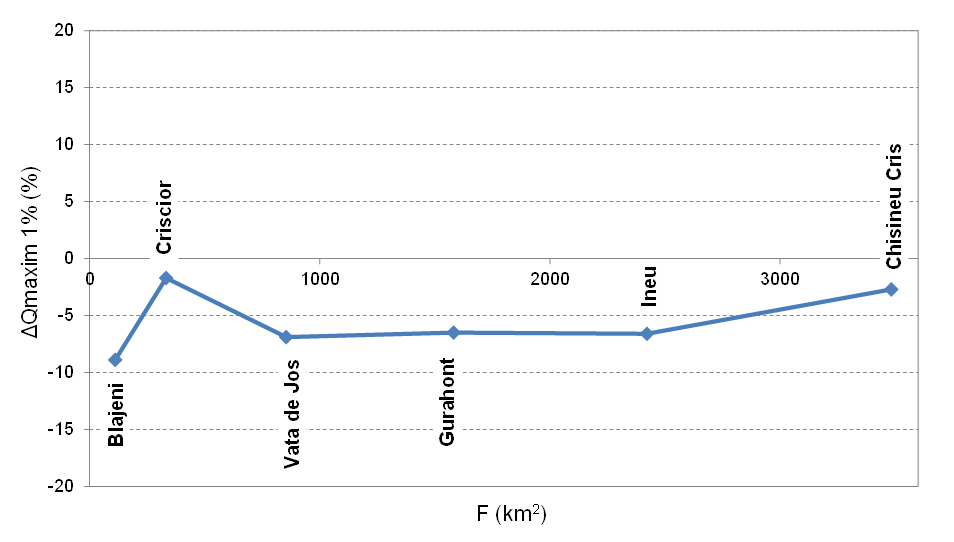 20
15
10
5
0
-5
-10
-15
-20
0
1000
2000
3000
ΔQmaxim 1% (%)
F (km²)
Blajeni
Criscior
Vata de Jos
Gurahont
Ineu
Chisineu Cris